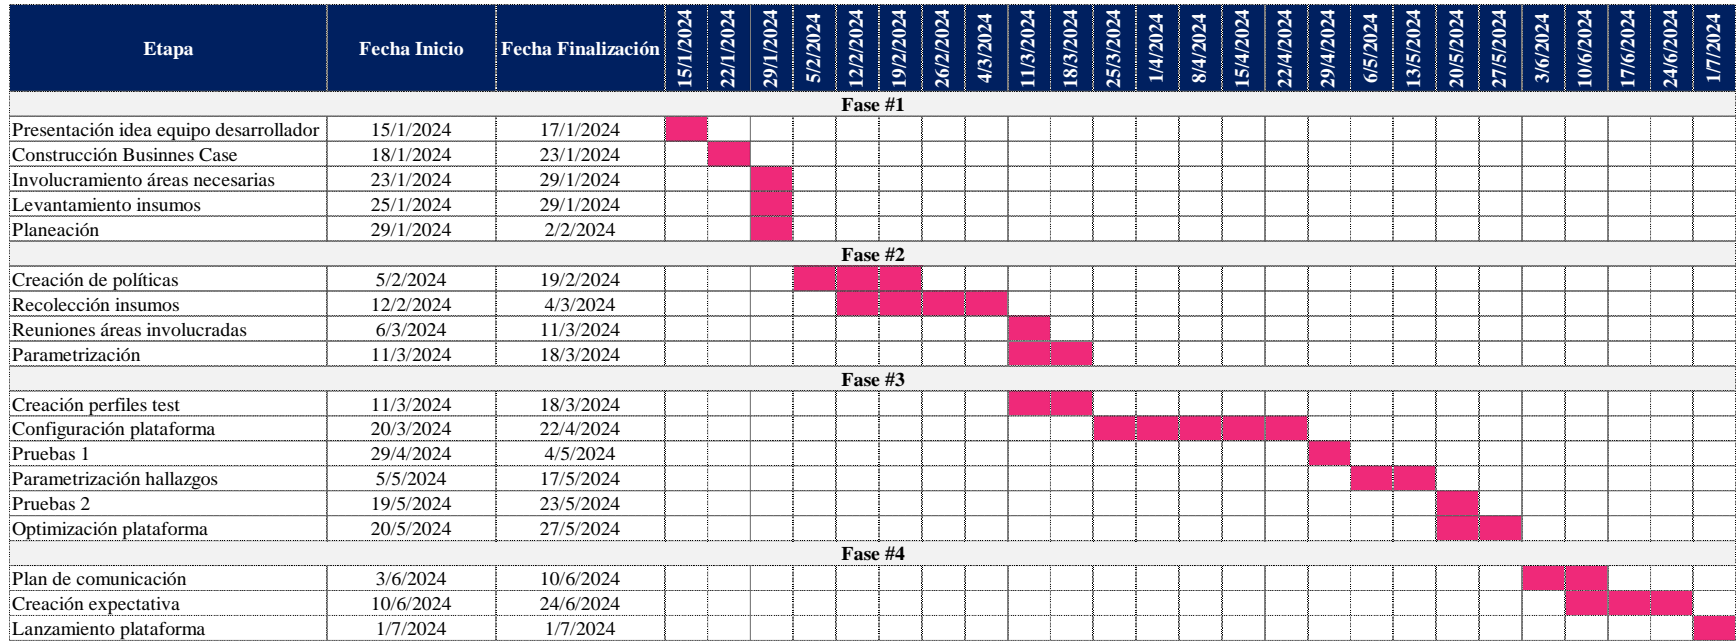 Etapa Fecha Inicio Fecha Finalización 15/1/2024 22/1/2024 29/1/2024 5/2/2024 12/2/2024 19/2/2024 26/2/2024 4/3/2024 11/3/2024 18/3/2024 25/3/2024 1/4/2024 8/4/2024 15/4/2024 22/4/2024 29/4/2024 6/5/2024 13/5/2024 20/5/2024 27/5/2024 3/6/2024 10/6/2024 17/6/2024 24/6/2024 1/7/2024
Fase #1
Presentación idea equipo desarrollador 15/1/2024 17/1/2024
Construcción Businnes Case 18/1/2024 23/1/2024
Involucramiento áreas necesarias 23/1/2024 29/1/2024
Levantamiento insumos 25/1/2024 29/1/2024
Planeación 29/1/2024 2/2/2024
Fase #2
Creación de políticas 5/2/2024 19/2/2024
Recolección insumos 12/2/2024 4/3/2024
Reuniones áreas involucradas 6/3/2024 11/3/2024
Parametrización 11/3/2024 18/3/2024
Fase #3
Creación perfiles test 11/3/2024 18/3/2024
Configuración plataforma 20/3/2024 22/4/2024
Pruebas 1 29/4/2024 4/5/2024
Parametrización hallazgos 5/5/2024 17/5/2024
Pruebas 2 19/5/2024 23/5/2024
Optimización plataforma 20/5/2024 27/5/2024
Fase #4
Plan de comunicación 3/6/2024 10/6/2024
Creación expectativa 10/6/2024 24/6/2024
Lanzamiento plataforma 1/7/2024 1/7/2024